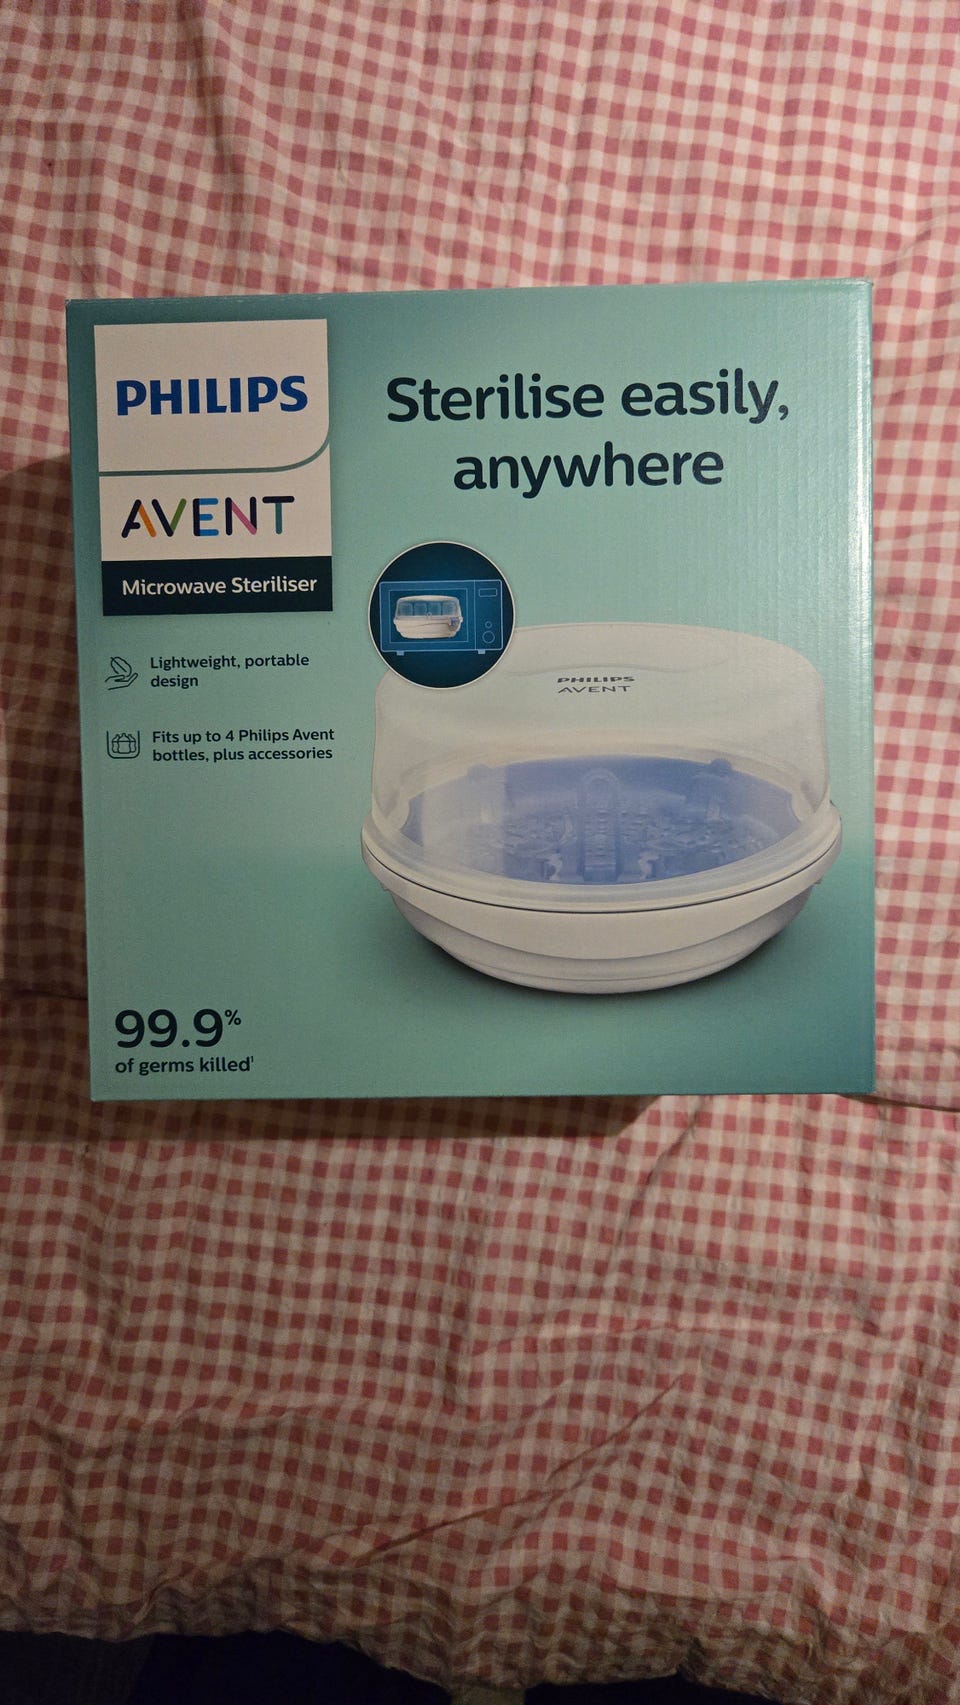 PHILIPS
AVENT
Microwave Steriliser
Sterilise easily,
anywhere
Lightweight, portable
design
Fits up to 4 Philips Avent
bottles, plus accessories
PHILIPS
AVENT
99.9%
of germs killed¹